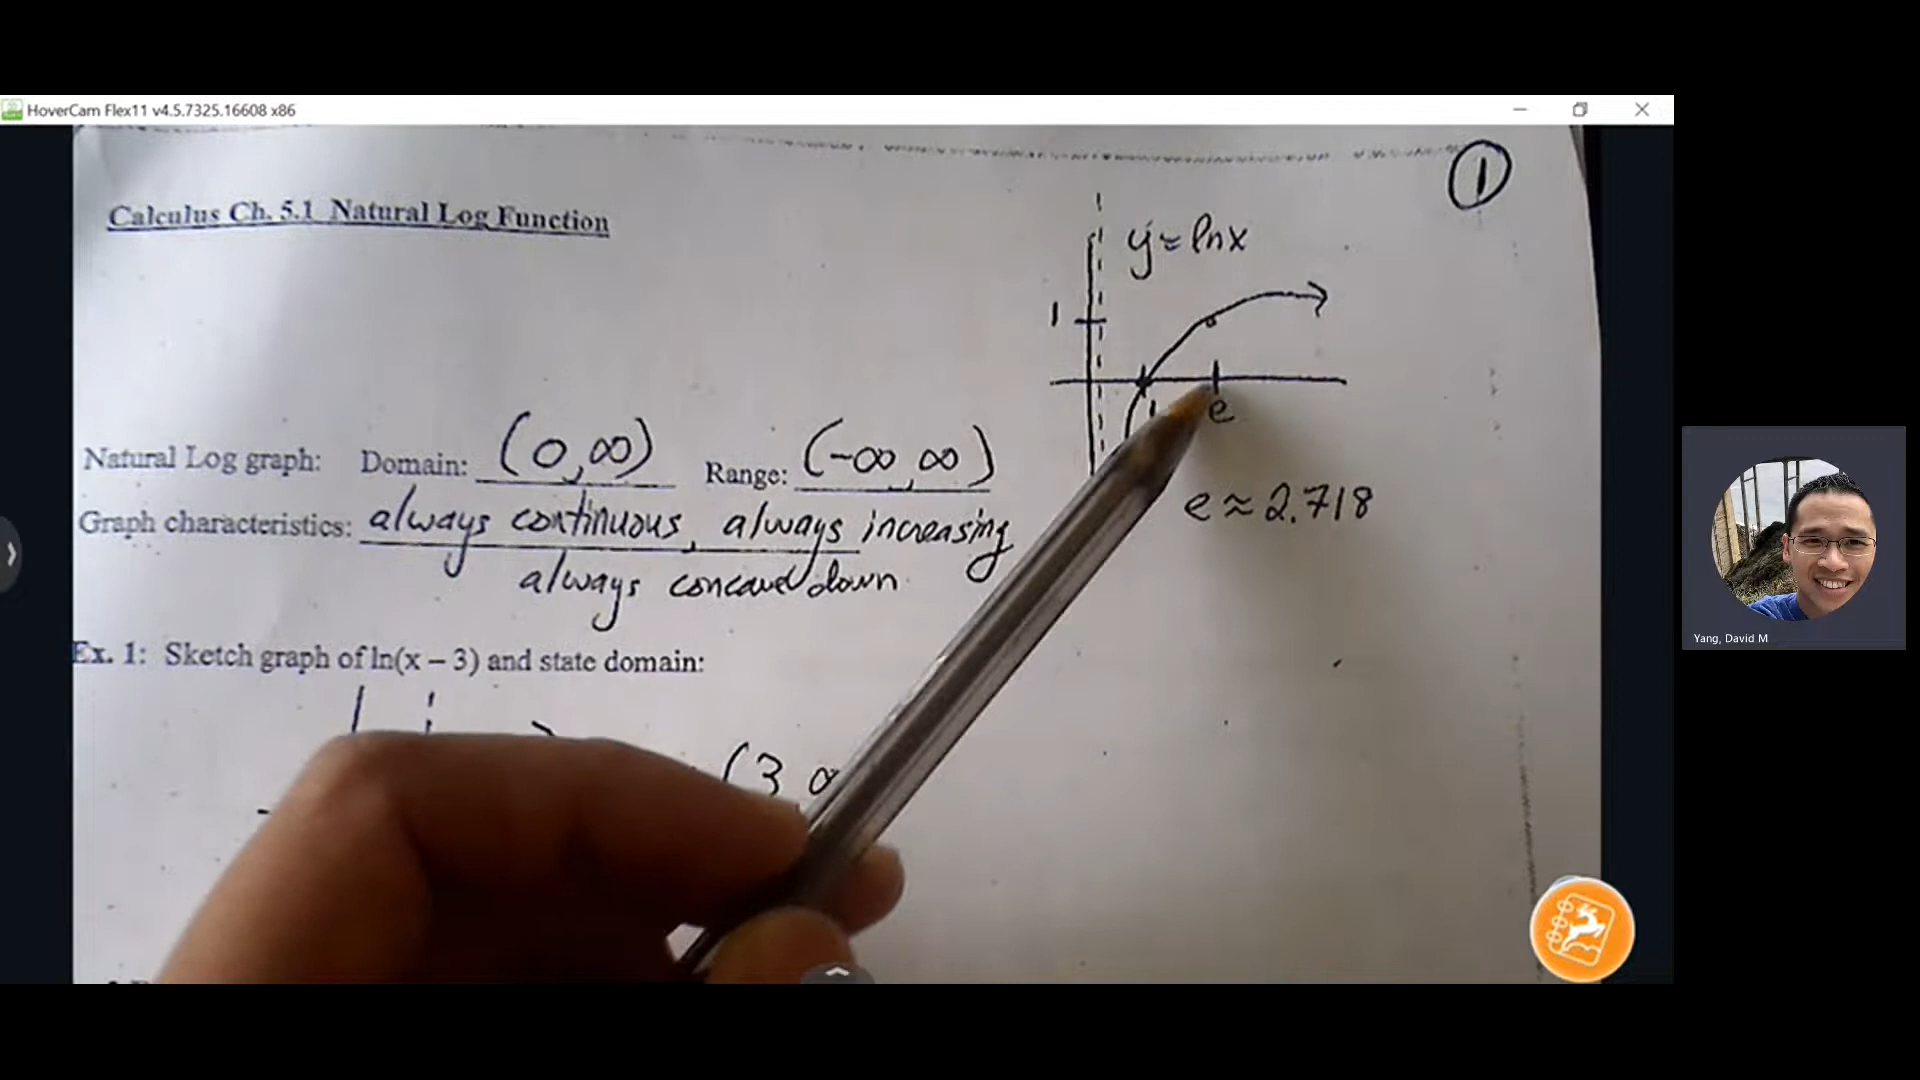 HoverCam Flex11 v4.5.7325.16608 x86
1
Calculus Ch. 5.1 Natural Log Function
y = ln x
1
1 e
Natural Log graph: Domain: (0, ∞) Range: (-∞, ∞)
e ≈ 2.718
Graph characteristics: always continuous, always increasing
always concave down
Ex. 1: Sketch graph of ln(x – 3) and state domain:
(3
Yang, David M